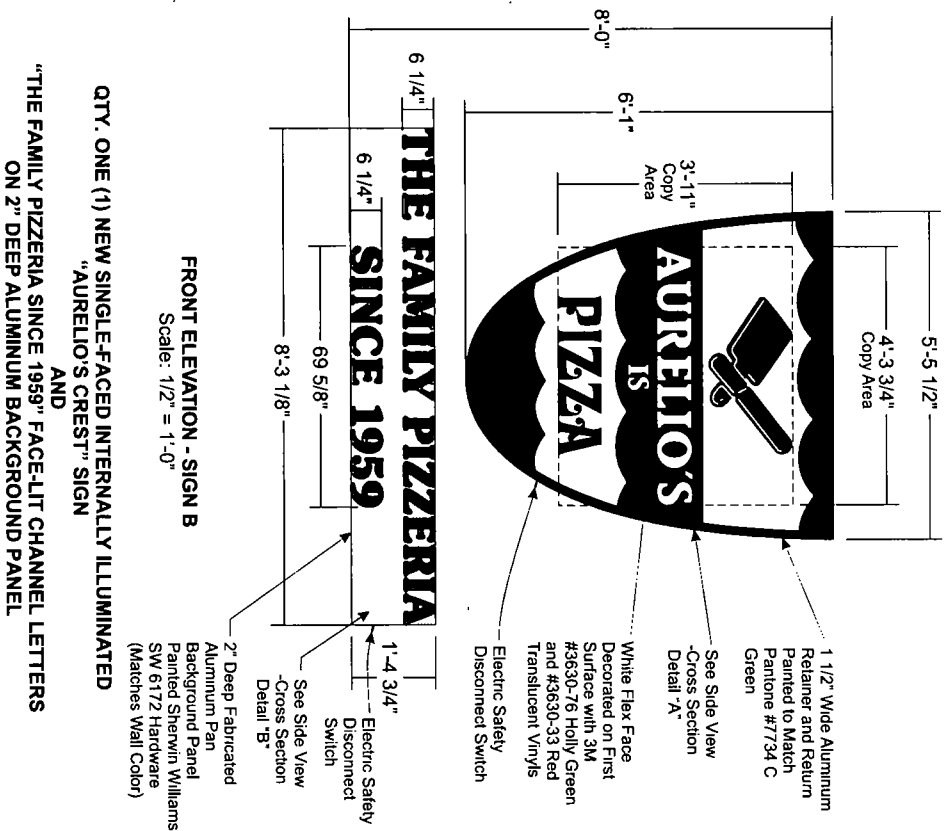 5'-5 1/2"
4'-3 3/4"
Copy Area
8'-0"
6'-1"
3'-11"
Copy
Area
AURELIO'S
IS
PIZZA
1 1/2" Wide Aluminum
Retainer and Return
Painted to Match
Pantone #7734 C
Green
See Side View
-Cross Section
Detail "A"
White Flex Face
Decorated on First
Surface with 3M
#3630-76 Holly Green
and #3630-33 Red
Translucent Vinyls
Electric Safety
Disconnect Switch
6 1/4"
THE FAMILY PIZZERIA
6 1/4"
SINCE 1959
1'-4 3/4"
69 5/8"
8'-3 1/8"
Electric Safety
Disconnect
Switch
See Side View
-Cross Section
Detail "B"
2" Deep Fabricated
Aluminum Pan
Background Panel
Painted Sherwin Williams
SW 6172 Hardware
(Matches Wall Color)
FRONT ELEVATION - SIGN B
Scale: 1/2" = 1'-0"
QTY. ONE (1) NEW SINGLE-FACED INTERNALLY ILLUMINATED
"AURELIO'S CREST" SIGN
AND
"THE FAMILY PIZZERIA SINCE 1959" FACE-LIT CHANNEL LETTERS
ON 2" DEEP ALUMINUM BACKGROUND PANEL